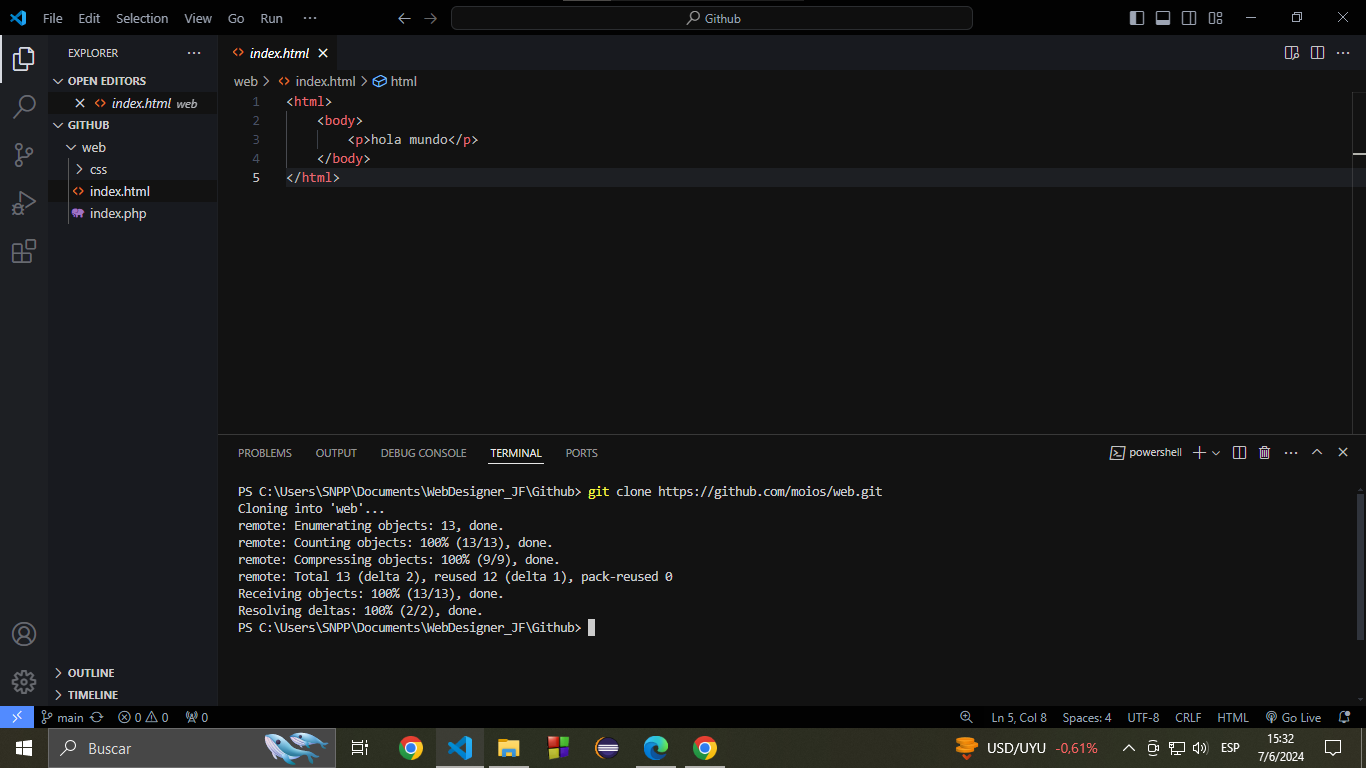 File Edit Selection View Go Run ··· Github
EXPLORER ···
OPEN EDITORS
index.html web
GITHUB
web
css
index.html
index.php
OUTLINE
TIMELINE
index.html
web > index.html > html
1 <html>
2 <body>
3 <p>hola mundo</p>
4 </body>
5 </html>
PROBLEMS OUTPUT DEBUG CONSOLE TERMINAL PORTS powershell
PS C:\Users\SNPP\Documents\WebDesigner_JF\Github> git clone https://github.com/moios/web.git
Cloning into 'web'...
remote: Enumerating objects: 13, done.
remote: Counting objects: 100% (13/13), done.
remote: Compressing objects: 100% (9/9), done.
remote: Total 13 (delta 2), reused 12 (delta 1), pack-reused 0
Receiving objects: 100% (13/13), done.
Resolving deltas: 100% (2/2), done.
PS C:\Users\SNPP\Documents\WebDesigner_JF\Github>
main 0 0 0 Ln 5, Col 8 Spaces: 4 UTF-8 CRLF HTML Go Live
Buscar USD/UYU -0,61% ESP 15:32
7/6/2024